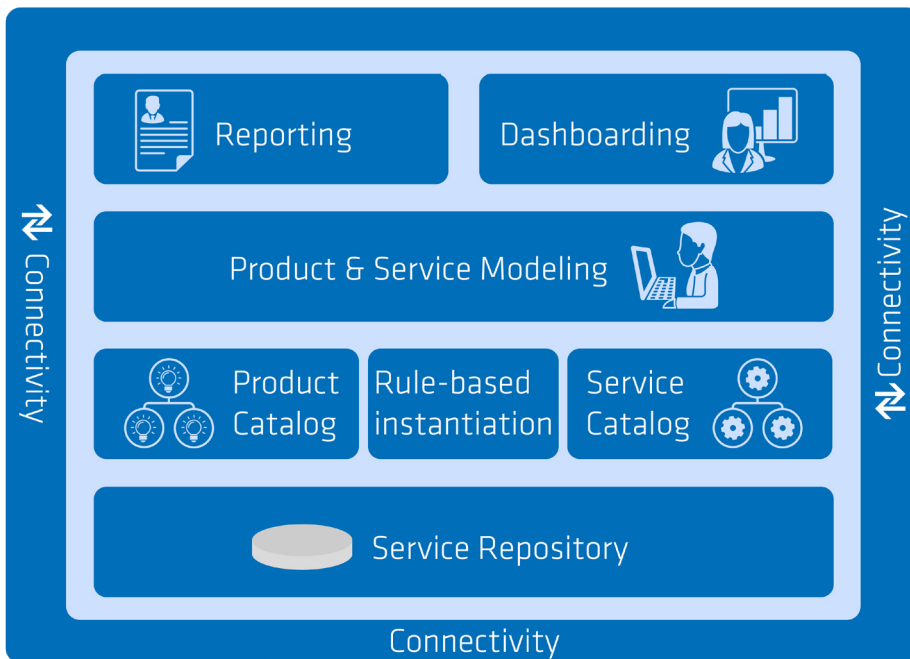 Reporting
Dashboarding
Connectivity
Product & Service Modeling
Connectivity
Product
Catalog
Rule-based
instantiation
Service
Catalog
Service Repository
Connectivity